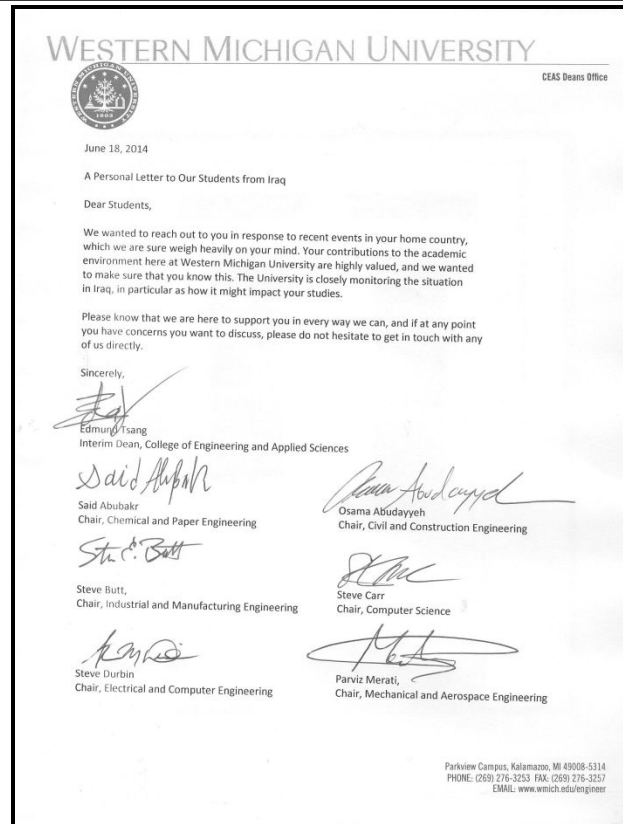 WESTERN MICHIGAN UNIVERSITY
CEAS Deans Office
WESTERN MICHIGAN UNIVERSITY
1903
June 18, 2014
A Personal Letter to Our Students from Iraq
Dear Students,
We wanted to reach out to you in response to recent events in your home country,
which we are sure weigh heavily on your mind. Your contributions to the academic
environment here at Western Michigan University are highly valued, and we wanted
to make sure that you know this. The University is closely monitoring the situation
in Iraq, in particular as how it might impact your studies.
Please know that we are here to support you in every way we can, and if at any point
you have concerns you want to discuss, please do not hesitate to get in touch with any
of us directly.
Sincerely,
Edmund Tsang
Interim Dean, College of Engineering and Applied Sciences
Said Abubakr
Osama Abudayyeh
Said Abubakr
Chair, Chemical and Paper Engineering
Osama Abudayyeh
Chair, Civil and Construction Engineering
Butt
Steve Butt,
Chair, Industrial and Manufacturing Engineering
Steve Carr
Chair, Computer Science
Steve Durbin
Chair, Electrical and Computer Engineering
Parviz Merati,
Chair, Mechanical and Aerospace Engineering
Parkview Campus, Kalamazoo, MI 49008-5314
PHONE: (269) 276-3253 FAX: (269) 276-3257
EMAIL: www.wmich.edu/engineer